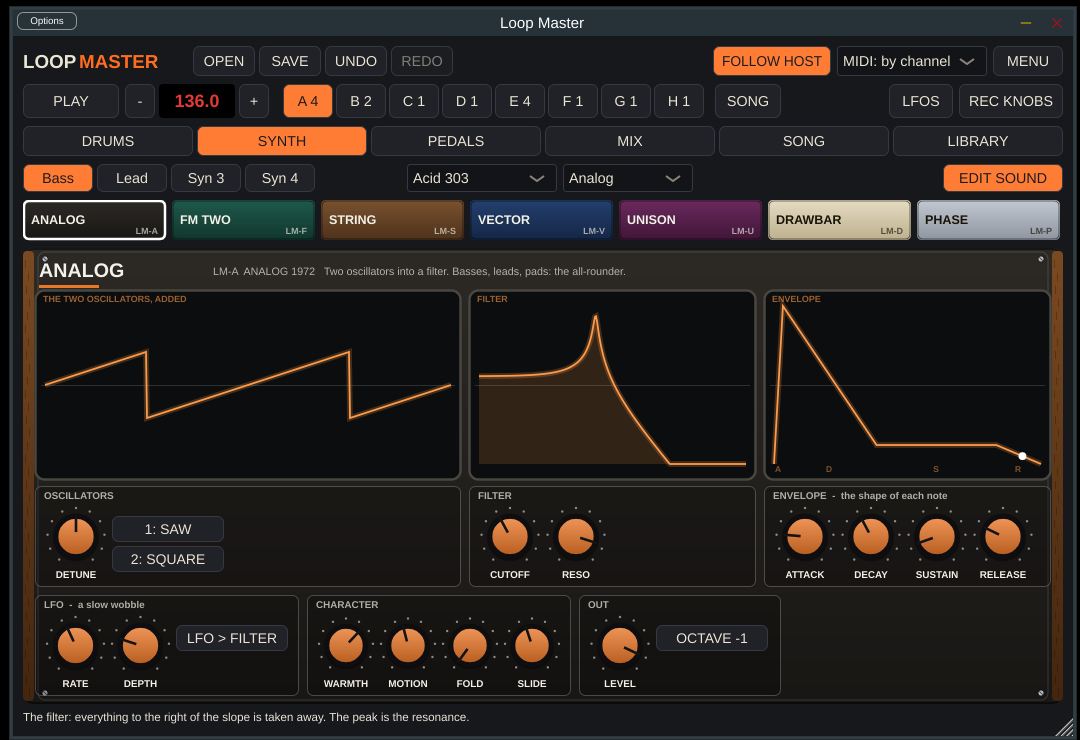 Options
Loop Master
LOOPMASTER
OPEN
SAVE
UNDO
REDO
FOLLOW HOST
MIDI: by channel
MENU
PLAY
-
136.0
+
A 4
B 2
C 1
D 1
E 4
F 1
G 1
H 1
SONG
LFOS
REC KNOBS
DRUMS
SYNTH
PEDALS
MIX
SONG
LIBRARY
Bass
Lead
Syn 3
Syn 4
Acid 303
Analog
EDIT SOUND
ANALOG
LM-A
FM TWO
LM-F
STRING
LM-S
VECTOR
LM-V
UNISON
LM-U
DRAWBAR
LM-D
PHASE
LM-P
ANALOG
LM-A ANALOG 1972 Two oscillators into a filter. Basses, leads, pads: the all-rounder.
THE TWO OSCILLATORS, ADDED
FILTER
ENVELOPE
A
D
S
R
OSCILLATORS
1: SAW
2: SQUARE
DETUNE
FILTER
CUTOFF
RESO
ENVELOPE - the shape of each note
ATTACK
DECAY
SUSTAIN
RELEASE
LFO - a slow wobble
LFO > FILTER
RATE
DEPTH
CHARACTER
WARMTH
MOTION
FOLD
SLIDE
OUT
OCTAVE -1
LEVEL
The filter: everything to the right of the slope is taken away. The peak is the resonance.